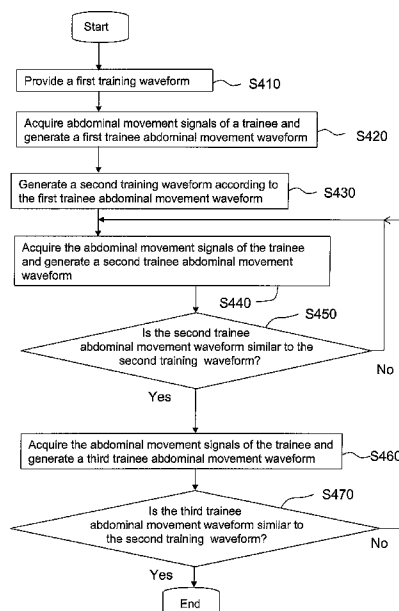 Start
Provide a first training waveform
S410
Acquire abdominal movement signals of a trainee and
generate a first trainee abdominal movement waveform
S420
Generate a second training waveform according to
the first trainee abdominal movement waveform
S430
Acquire the abdominal movement signals of the trainee
and generate a second trainee abdominal movement
waveform
S440
S450
Is the second trainee
abdominal movement waveform similar to the
second training waveform?
No
Yes
Acquire the abdominal movement signals of the trainee and
generate a third trainee abdominal movement waveform
S460
S470
Is the third trainee
abdominal movement waveform similar to
the second training waveform?
No
Yes
End